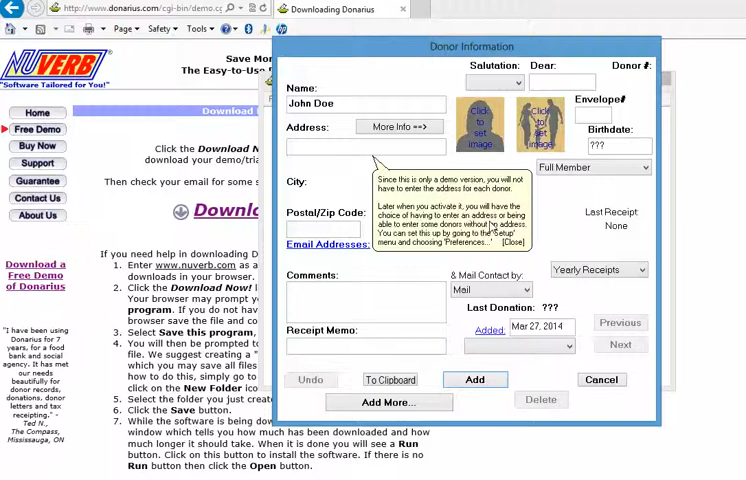 http://www.donarius.com/cgi-bin/demo.cg
Downloading Donarius
Page
Safety
Tools
NUVERB
"Software Tailored for You!"
Save Mo
The Easy-to-Use
Home
Free Demo
Buy Now
Support
Guarantee
Contact Us
About Us
Download a
Free Demo
of Donarius
"I have been using
Donarius for 7
years, for a food
bank and social
agency. It has met
our needs
beautifully for
donor records,
donations, donor
letters and tax
receipting." -
Ted N.,
The Compass,
Mississauga, ON
Download
Click the Download N
download your demo/tria
Then check your email for some s
Downl
If you need help in downloading D
1. Enter www.nuverb.com as a
downloads in your browser.
2. Click the Download Now! l
Your browser may prompt y
program. If you do not hav
browser save the file and co
3. Select Save this program,
4. You will then be prompted to
file. We suggest creating a "
which you may save all files
how to do this, simply go to
click on the New Folder ico
5. Select the folder you just creat
6. Click the Save button.
7. While the software is being dow
window which tells you how much has been downloaded and how
much longer it should take. When it is done you will see a Run
button. Click on this button to install the software. If there is no
Run button then click the Open button.
Donor Information
Salutation:
Dear:
Donor #:
Name:
John Doe
Click
to
set
image
Click
to
set
image
Envelope#
Address:
More Info ==>
Birthdate:
???
Full Member
Since this is only a demo version, you will not
have to enter the address for each donor.
Later when you activate it, you will have the
choice of having to enter an address or being
able to enter some donors without an address.
You can set this up by going to the 'Setup'
menu and choosing 'Preferences...' [Close]
City:
Last Receipt
None
Postal/Zip Code:
Email Addresses:
Comments:
& Mail Contact by:
Mail
Yearly Receipts
Last Donation: ???
Receipt Memo:
Added:
Mar 27, 2014
Previous
Next
Undo
To Clipboard
Add
Cancel
Add More...
Delete